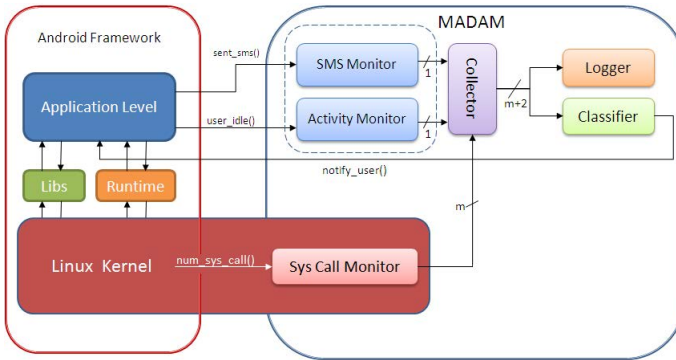 MADAM
Android Framework
sent_sms()
SMS Monitor
1
Collector
Logger
Application Level
m+2
user_idle()
Activity Monitor
1
Classifier
notify_user()
Libs
Runtime
m
Linux Kernel
num_sys_call()
Sys Call Monitor